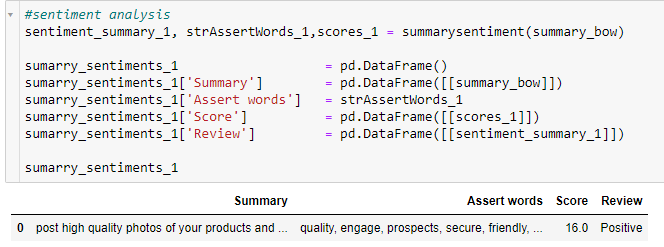 #sentiment analysis
sentiment_summary_1, strAssertWords_1,scores_1 = summarysentiment(summary_bow)
sumarry_sentiments_1 = pd.DataFrame()
sumarry_sentiments_1['Summary'] = pd.DataFrame([[summary_bow]])
sumarry_sentiments_1['Assert words'] = strAssertWords_1
sumarry_sentiments_1['Score'] = pd.DataFrame([[scores_1]])
sumarry_sentiments_1['Review'] = pd.DataFrame([[sentiment_summary_1]])
sumarry_sentiments_1
Summary Assert words Score Review
0 post high quality photos of your products and ... quality, engage, prospects, secure, friendly, ... 16.0 Positive